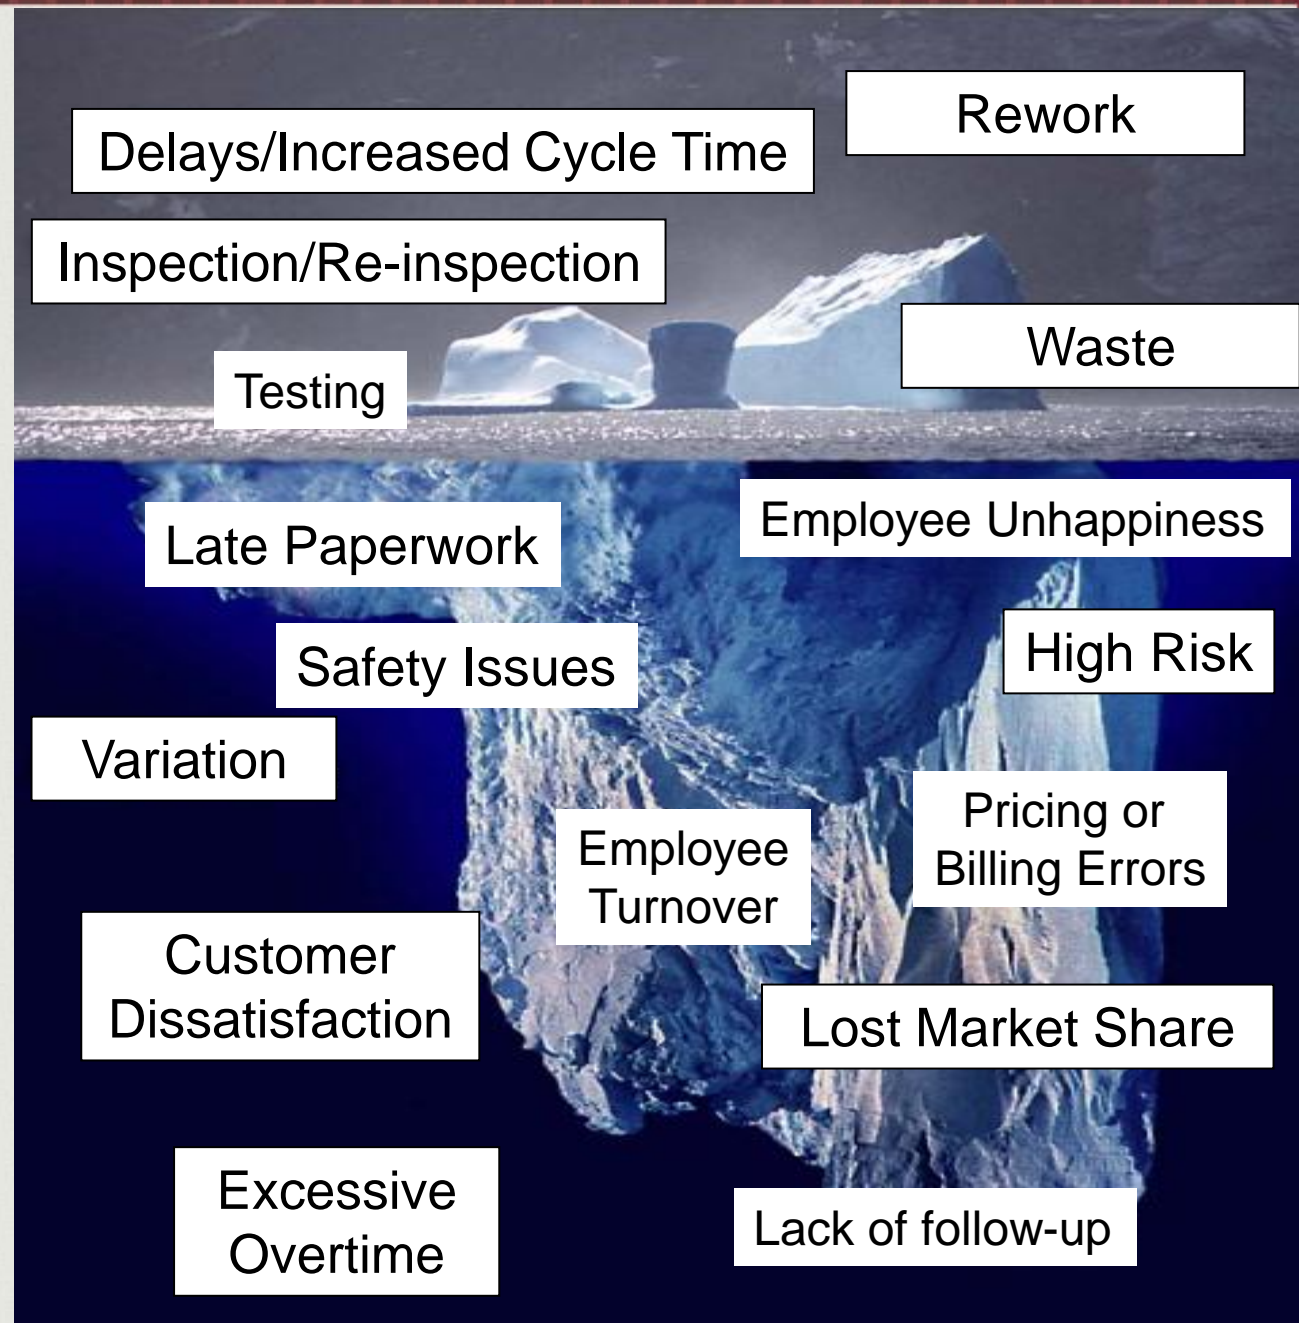 Rework
Delays/Increased Cycle Time
Inspection/Re-inspection
Waste
Testing
Employee Unhappiness
Late Paperwork
High Risk
Safety Issues
Variation
Pricing or
Billing Errors
Employee
Turnover
Customer
Dissatisfaction
Lost Market Share
Excessive
Overtime
Lack of follow-up